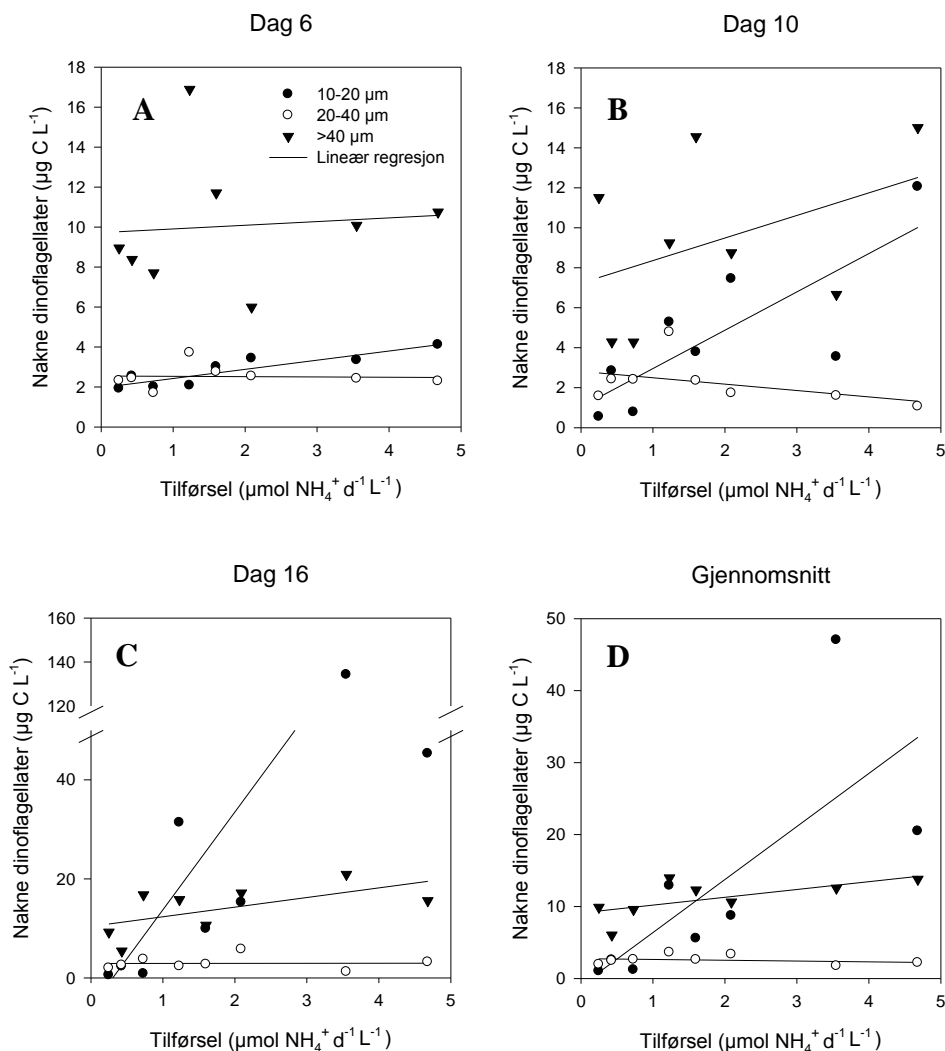 Dag 6
Nakne dinoflagellater (µg C L⁻¹)
18
16
14
12
10
8
6
4
2
0
A
10-20 µm
20-40 µm
>40 µm
Lineær regresjon
0 1 2 3 4 5
Tilførsel (µmol NH₄⁺ d⁻¹ L⁻¹)
Dag 10
Nakne dinoflagellater (µg C L⁻¹)
18
16
14
12
10
8
6
4
2
0
B
0 1 2 3 4 5
Tilførsel (µmol NH₄⁺ d⁻¹ L⁻¹)
Dag 16
Nakne dinoflagellater (µg C L⁻¹)
160
140
120
40
20
0
C
0 1 2 3 4 5
Tilførsel (µmol NH₄⁺ d⁻¹ L⁻¹)
Gjennomsnitt
Nakne dinoflagellater (µg C L⁻¹)
50
40
30
20
10
0
D
0 1 2 3 4 5
Tilførsel (µmol NH₄⁺ d⁻¹ L⁻¹)